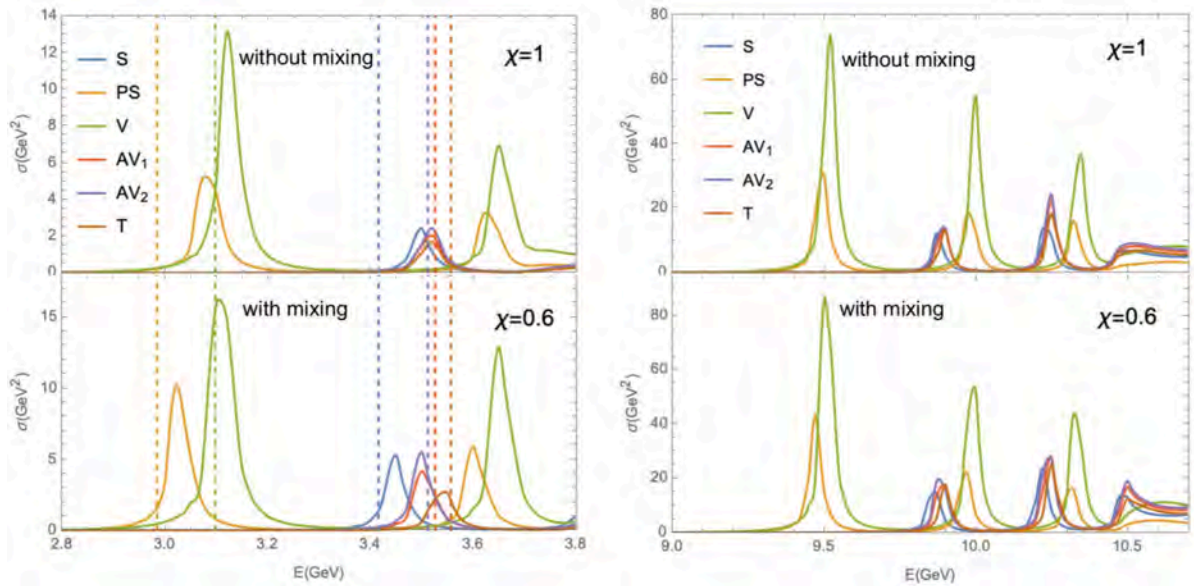 14
12
10
8
6
4
2
0
σ(GeV²)
S
PS
V
AV₁
AV₂
T
without mixing
χ=1
15
10
5
0
σ(GeV²)
with mixing
χ=0.6
2.8 3.0 3.2 3.4 3.6 3.8
E(GeV)
80
60
40
20
0
σ(GeV²)
S
PS
V
AV₁
AV₂
T
without mixing
χ=1
80
60
40
20
0
σ(GeV²)
with mixing
χ=0.6
9.0 9.5 10.0 10.5
E(GeV)